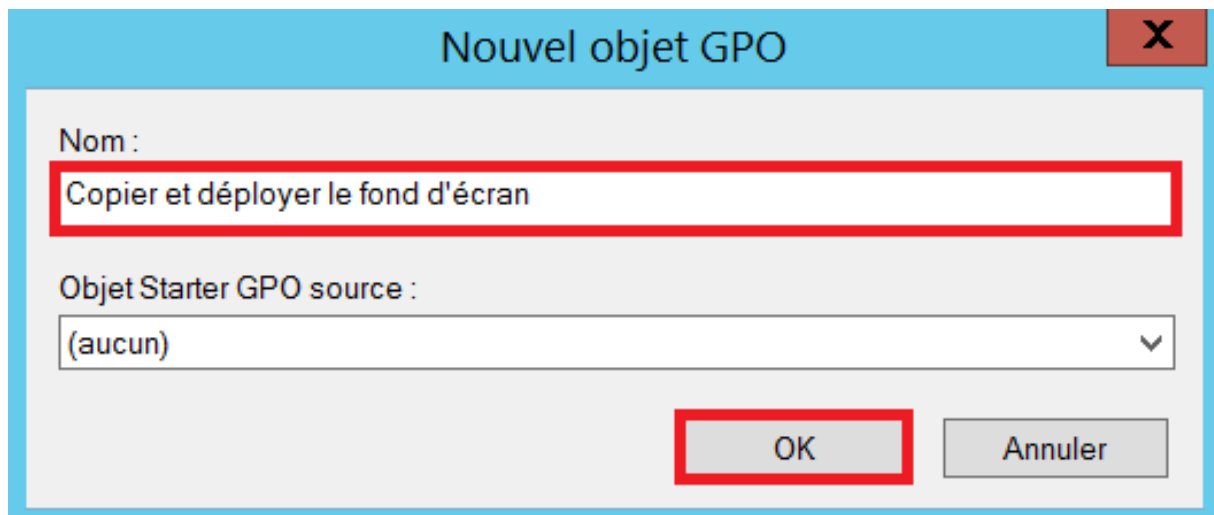 Nouvel objet GPO
X
Nom :
Copier et déployer le fond d'écran
Objet Starter GPO source :
(aucun)
OK
Annuler